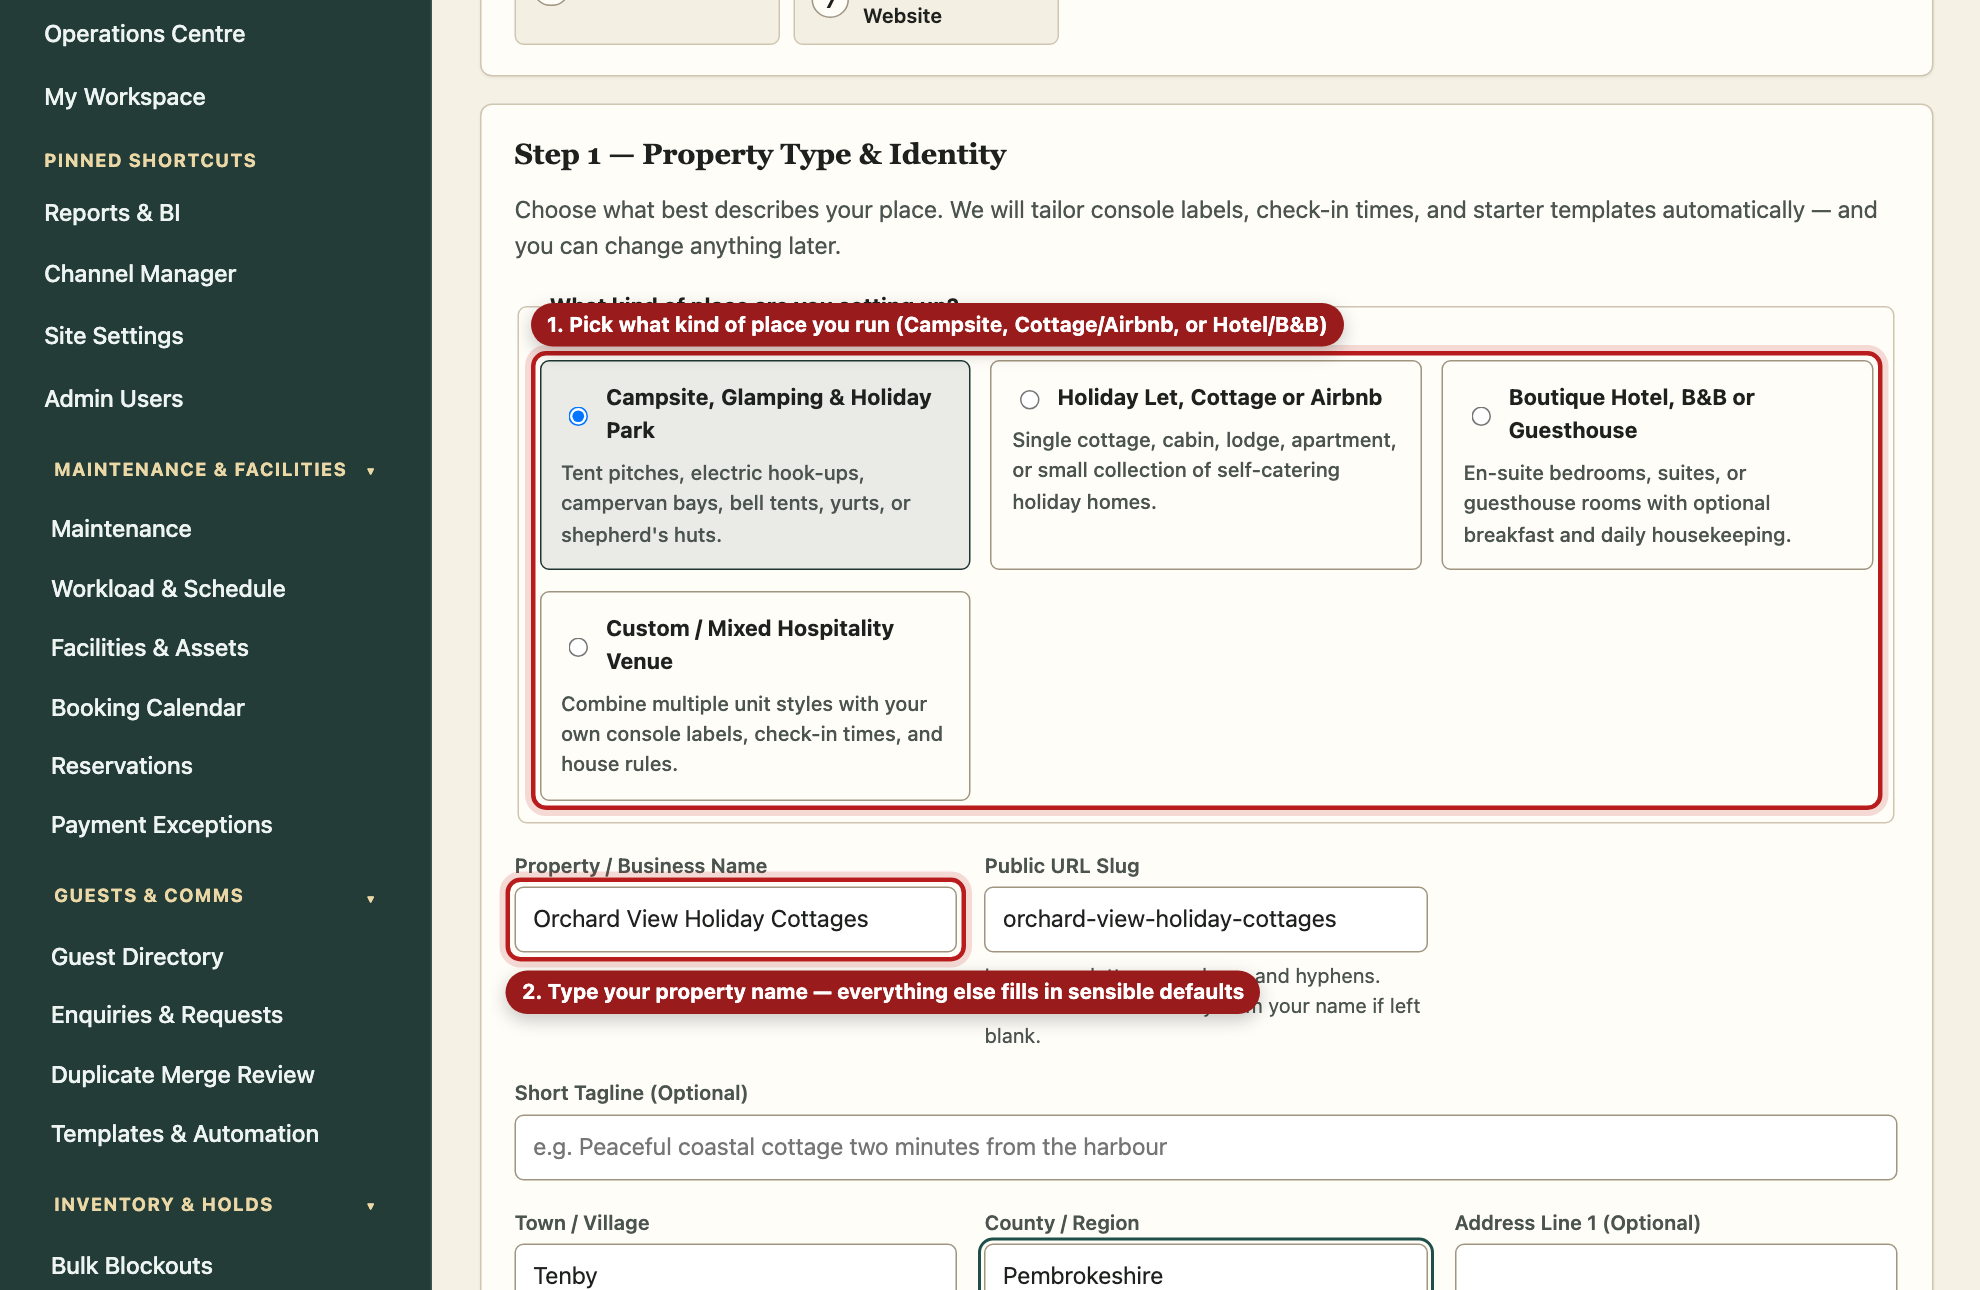 Operations Centre
My Workspace
PINNED SHORTCUTS
Reports & BI
Channel Manager
Site Settings
Admin Users
MAINTENANCE & FACILITIES
Maintenance
Workload & Schedule
Facilities & Assets
Booking Calendar
Reservations
Payment Exceptions
GUESTS & COMMS
Guest Directory
Enquiries & Requests
Duplicate Merge Review
Templates & Automation
INVENTORY & HOLDS
Bulk Blockouts
7
Website
Step 1 — Property Type & Identity
Choose what best describes your place. We will tailor console labels, check-in times, and starter templates automatically — and
you can change anything later.
What kind of place are you setting up?
1. Pick what kind of place you run (Campsite, Cottage/Airbnb, or Hotel/B&B)
Campsite, Glamping & Holiday
Park
Tent pitches, electric hook-ups,
campervan bays, bell tents, yurts, or
shepherd's huts.
Holiday Let, Cottage or Airbnb
Single cottage, cabin, lodge, apartment,
or small collection of self-catering
holiday homes.
Boutique Hotel, B&B or
Guesthouse
En-suite bedrooms, suites, or
guesthouse rooms with optional
breakfast and daily housekeeping.
Custom / Mixed Hospitality
Venue
Combine multiple unit styles with your
own console labels, check-in times, and
house rules.
Property / Business Name
Orchard View Holiday Cottages
Public URL Slug
orchard-view-holiday-cottages
and hyphens.
your name if left
blank.
2. Type your property name — everything else fills in sensible defaults
Short Tagline (Optional)
e.g. Peaceful coastal cottage two minutes from the harbour
Town / Village
Tenby
County / Region
Pembrokeshire
Address Line 1 (Optional)